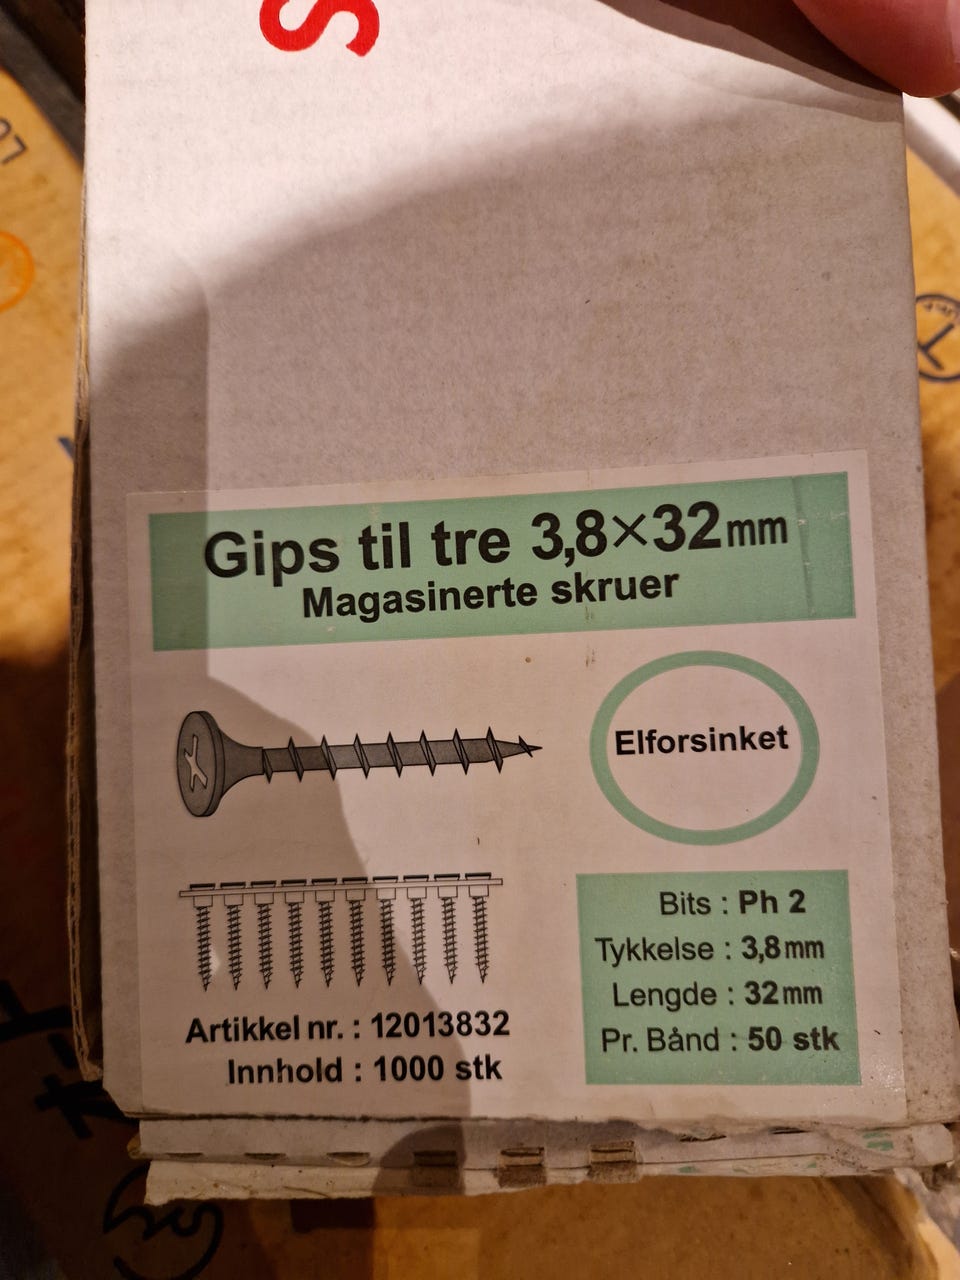 S
Gips til tre 3,8×32mm
Magasinerte skruer
Elforsinket
Bits : Ph 2
Tykkelse : 3,8mm
Lengde : 32mm
Pr. Bånd : 50 stk
Artikkel nr. : 12013832
Innhold : 1000 stk